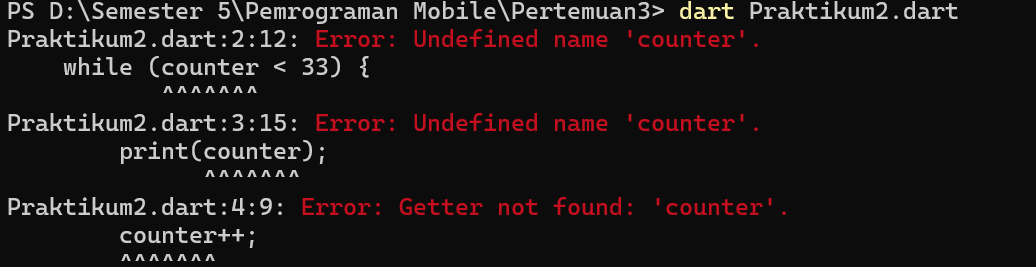 PS D:\Semester 5\Pemrograman Mobile\Pertemuan3> dart Praktikum2.dart
Praktikum2.dart:2:12: Error: Undefined name 'counter'.
    while (counter < 33) {
           ^^^^^^^
Praktikum2.dart:3:15: Error: Undefined name 'counter'.
        print(counter);
              ^^^^^^^
Praktikum2.dart:4:9: Error: Getter not found: 'counter'.
        counter++;
        ^^^^^^^